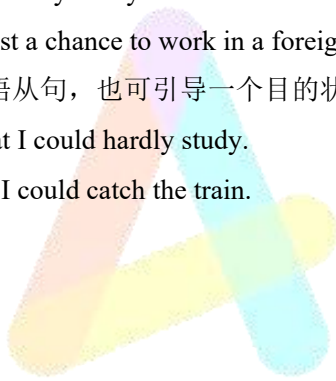 st a chance to work in a foreig
语从句，也可引导一个目的状
at I could hardly study.
I could catch the train.